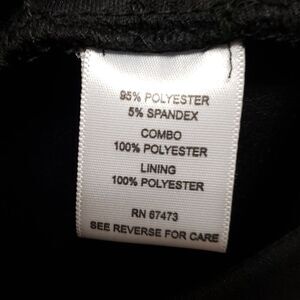 95% POLYESTER
5% SPANDEX
COMBO
100% POLYESTER
LINING
100% POLYESTER
RN 67473
SEE REVERSE FOR CARE